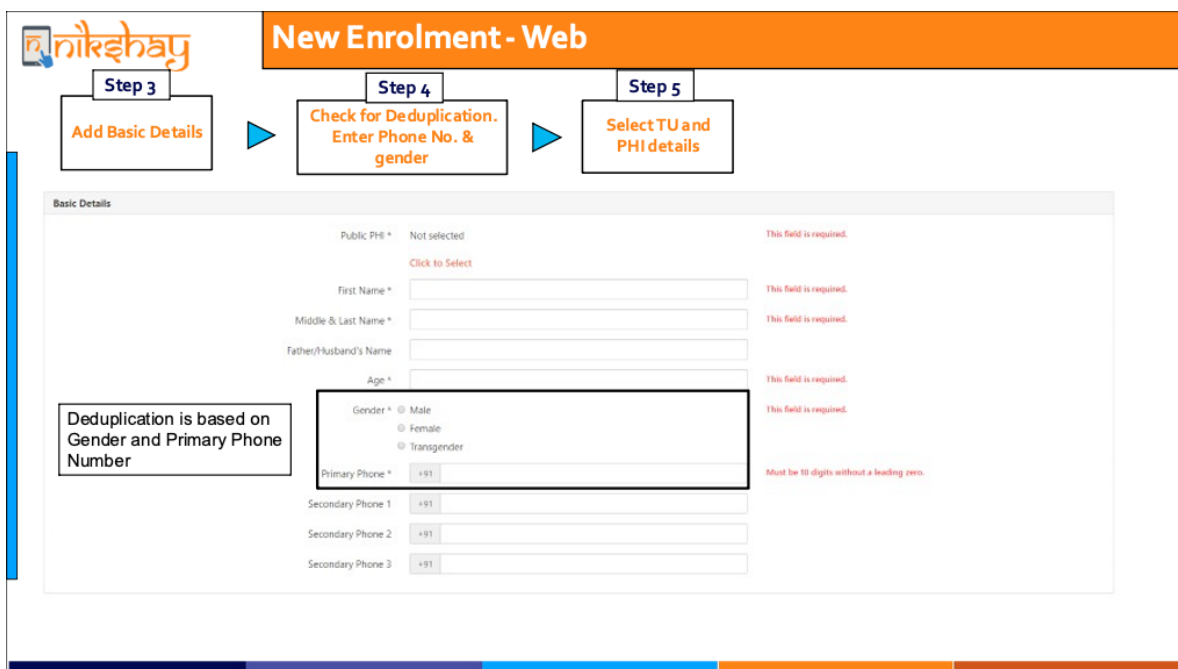 n nikshay
New Enrolment - Web
Step 3
Add Basic Details
Step 4
Check for Deduplication.
Enter Phone No. &
gender
Step 5
Select TU and
PHI details
Basic Details
Public PHI * Not selected This field is required.
Click to Select
First Name * This field is required.
Middle & Last Name * This field is required.
Father/Husband's Name
Age * This field is required.
Gender * Male This field is required.
Female
Transgender
Deduplication is based on
Gender and Primary Phone
Number
Primary Phone * +91 Must be 10 digits without a leading zero.
Secondary Phone 1 +91
Secondary Phone 2 +91
Secondary Phone 3 +91